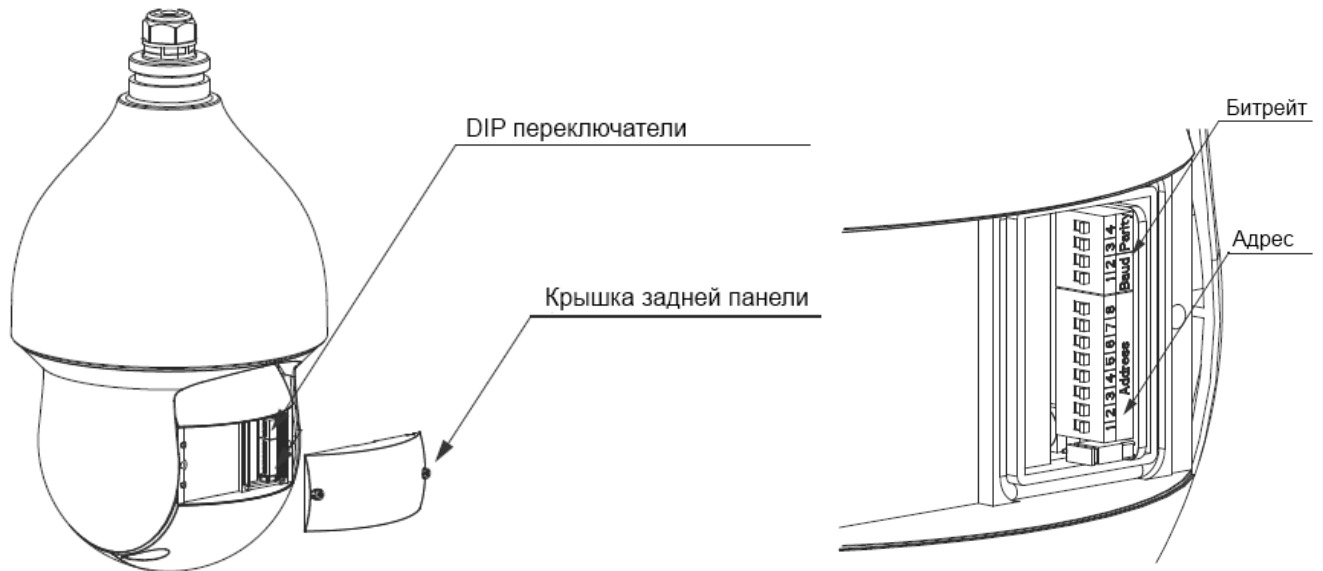 DIP переключатели
Крышка задней панели
Битрейт
Адрес
1 2 3 4
Baud Parity
1 2 3 4 5 6 7 8
Address